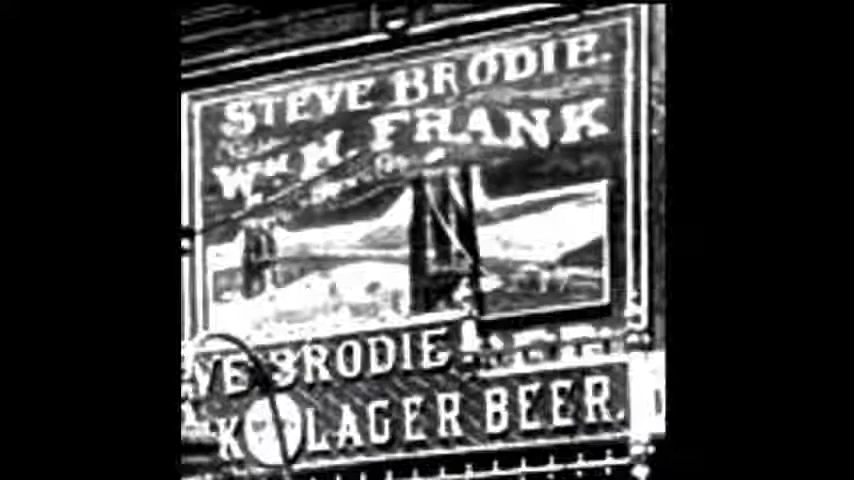 STEVE BRODIE.
Wm. H. FRANK
VE BRODIE
K LAGER BEER.